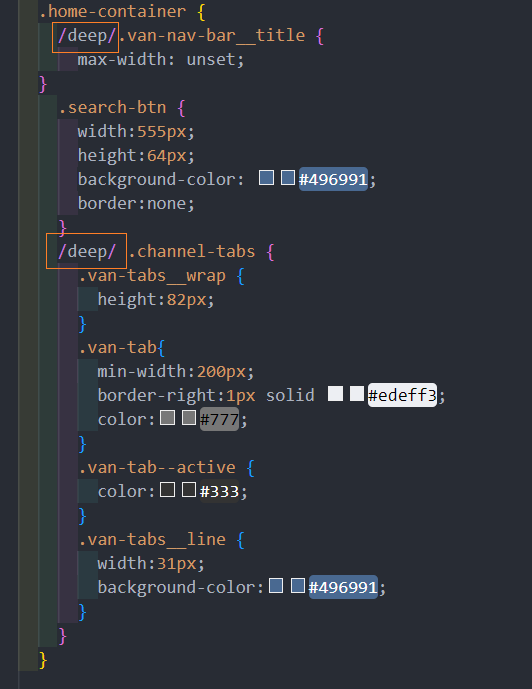 .home-container {
/deep/.van-nav-bar__title {
max-width: unset;
}
.search-btn {
width:555px;
height:64px;
background-color: #496991;
border:none;
}
/deep/ .channel-tabs {
.van-tabs__wrap {
height:82px;
}
.van-tab{
min-width:200px;
border-right:1px solid #edeff3;
color:#777;
}
.van-tab--active {
color:#333;
}
.van-tabs__line {
width:31px;
background-color:#496991;
}
}
}